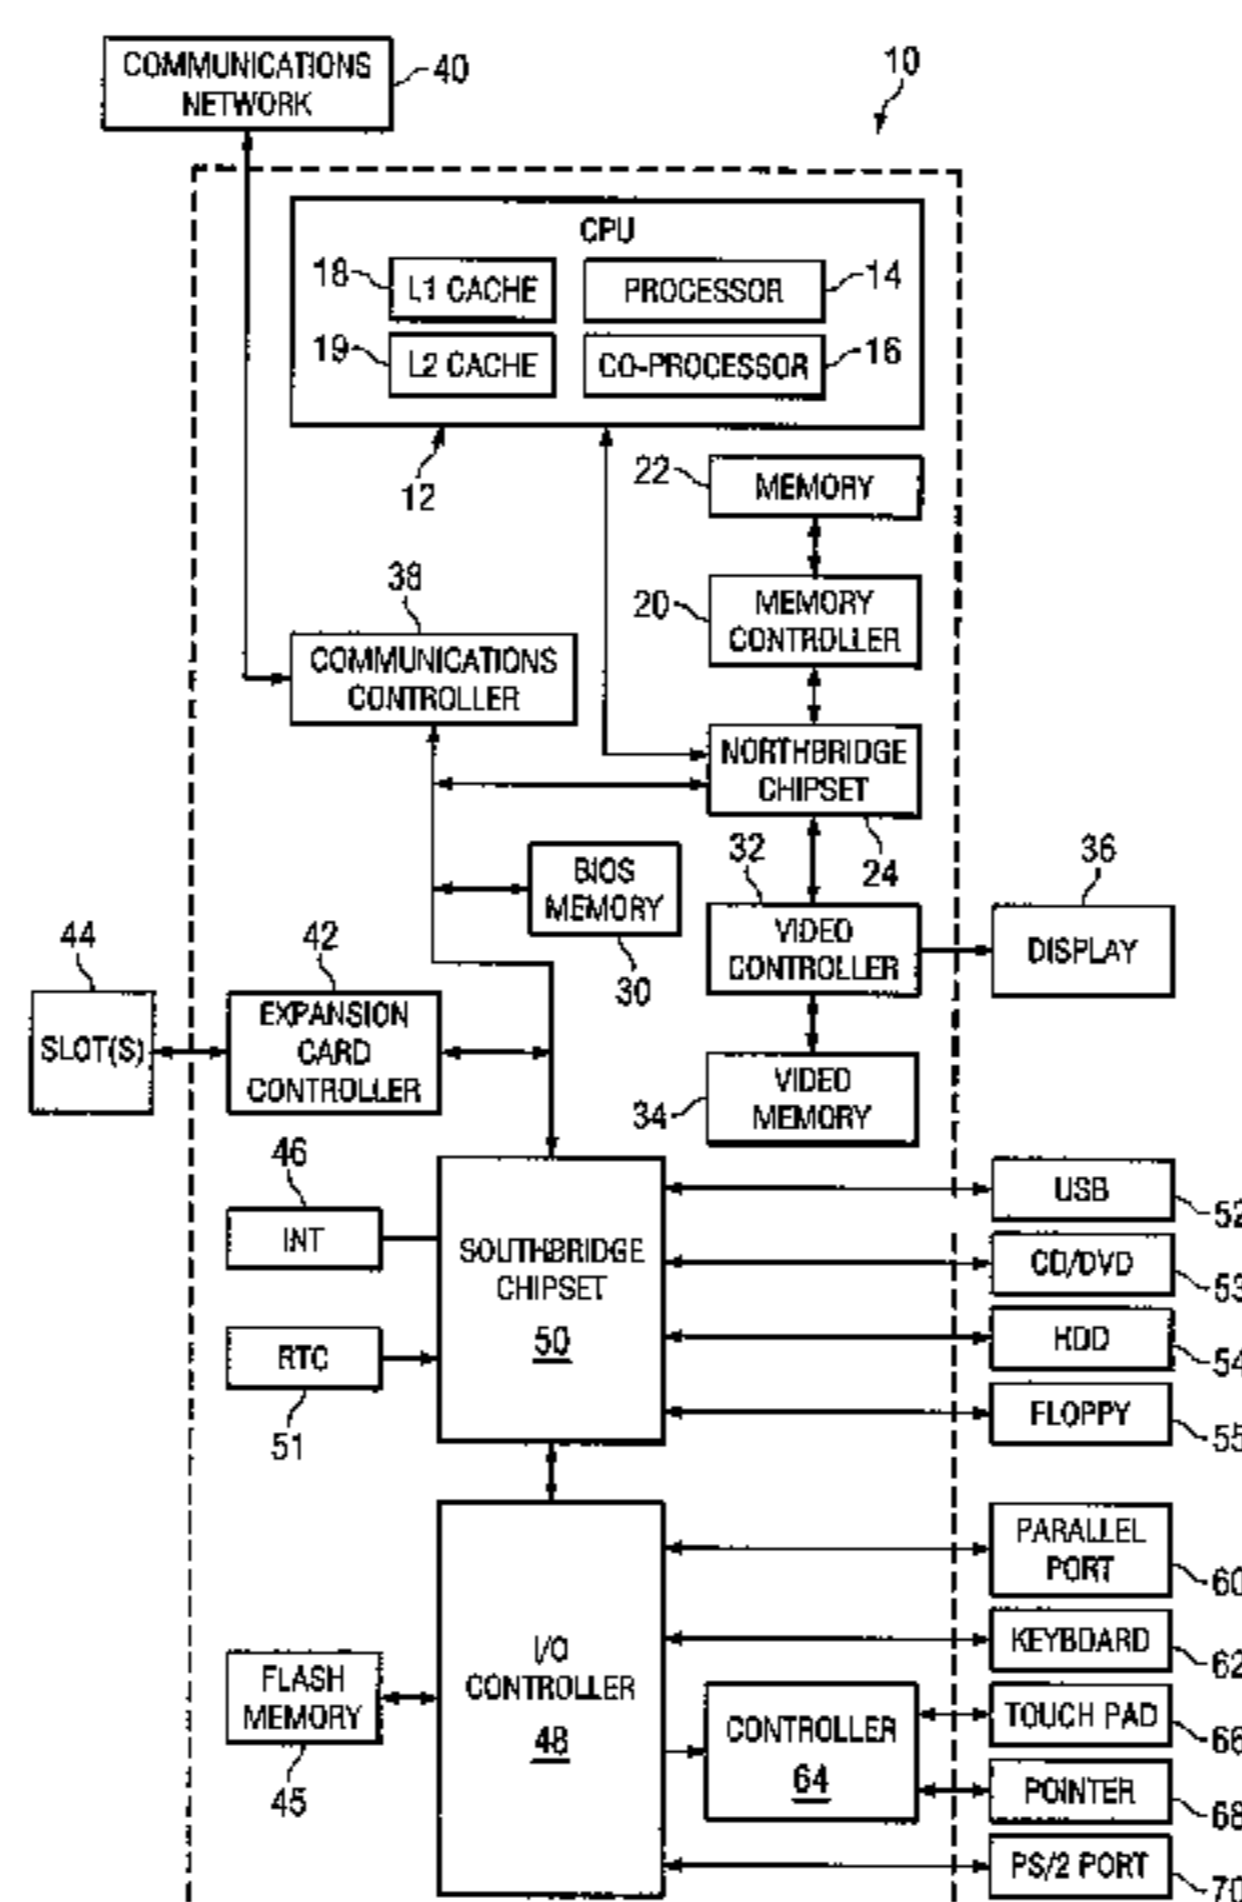 COMMUNICATIONS
NETWORK
40
10
CPU
18
L1 CACHE
PROCESSOR
14
19
L2 CACHE
CO-PROCESSOR
16
12
22
MEMORY
38
20
MEMORY
CONTROLLER
COMMUNICATIONS
CONTROLLER
NORTHBRIDGE
CHIPSET
24
32
36
BIOS
MEMORY
30
VIDEO
CONTROLLER
DISPLAY
44
42
SLOT(S)
EXPANSION
CARD
CONTROLLER
34
VIDEO
MEMORY
46
INT
SOUTHBRIDGE
CHIPSET
50
USB
52
CD/DVD
53
RTC
51
HDD
54
FLOPPY
55
PARALLEL
PORT
60
I/O
CONTROLLER
48
KEYBOARD
62
FLASH
MEMORY
45
CONTROLLER
64
TOUCH PAD
66
POINTER
68
PS/2 PORT
70